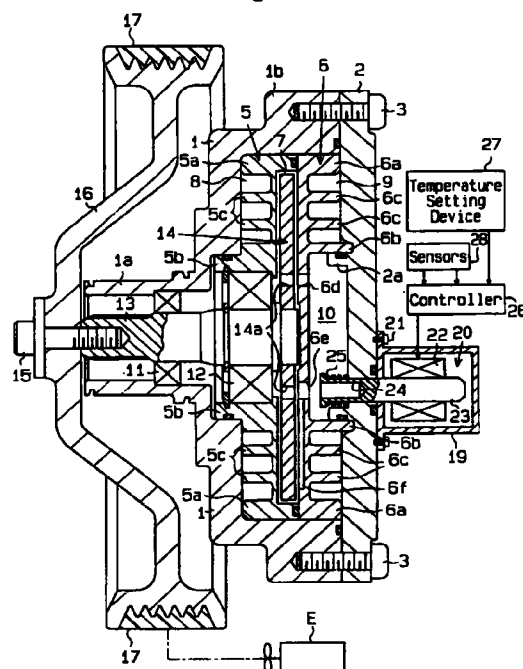 17
1b
6
2
5
7
3
1
5a
8
6a
9
27
16
5c
6c
6c
Temperature
Setting
Device
14
5b
6b
1a
2a
Sensors
28
13
6d
Controller
26
10
14a
6e
21
22
20
25
15
11
12
24
23
5b
6b
19
5c
6c
6f
5a
6a
1
3
17
E